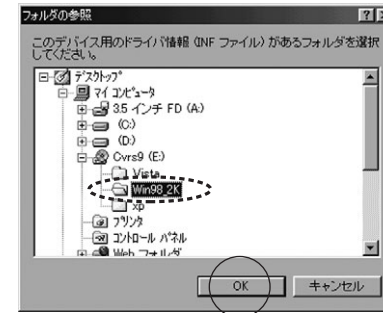 フォルダの参照
このデバイス用のドライバ情報 (INF ファイル) があるフォルダを選択
してください。
デスクトップ
マイ コンピュータ
3.5 インチ FD (A:)
(C:)
(D:)
Cvrs9 (E:)
Vista
Win98_2K
xp
プリンタ
コントロール パネル
Web フォルダ
OK
キャンセル